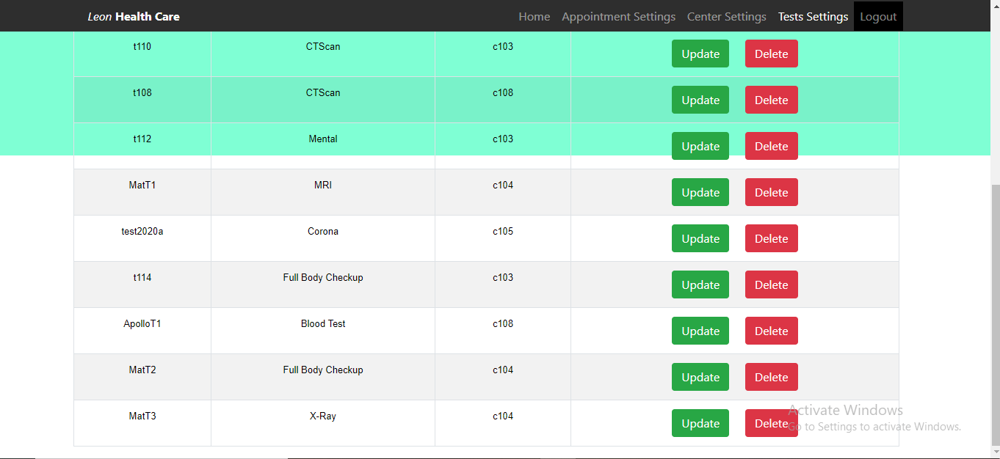 Leon Health Care Home Appointment Settings Center Settings Tests Settings Logout
t110 CTScan c103 Update Delete
t108 CTScan c108 Update Delete
t112 Mental c103 Update Delete
MatT1 MRI c104 Update Delete
test2020a Corona c105 Update Delete
t114 Full Body Checkup c103 Update Delete
ApolloT1 Blood Test c108 Update Delete
MatT2 Full Body Checkup c104 Update Delete
MatT3 X-Ray c104 Update Delete
Activate Windows
Go to Settings to activate Windows.